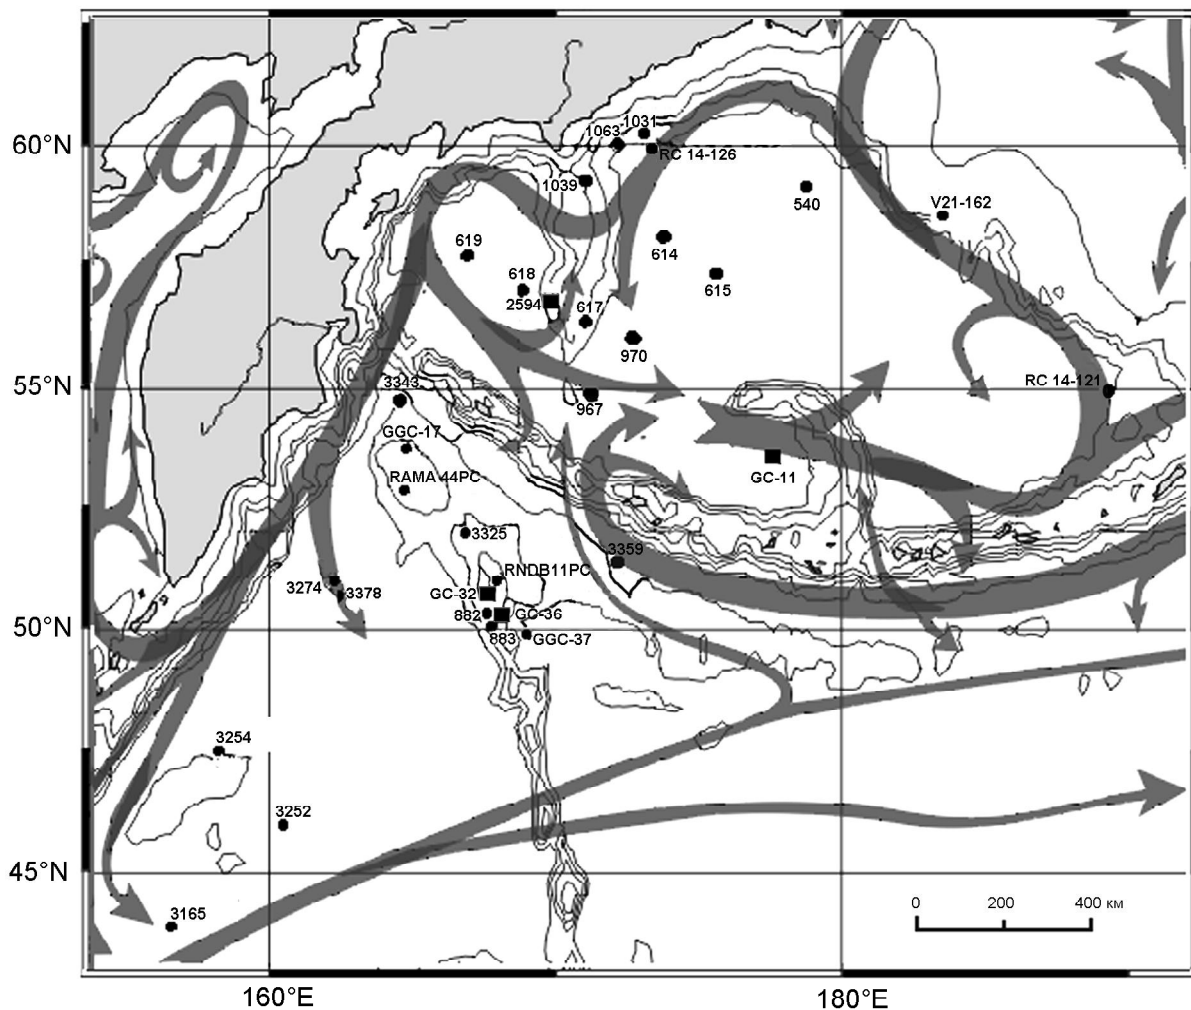 1031
1063
60°N
RC 14-126
1039
540
V21-162
619
614
618
615
2594
617
970
RC 14-121
55°N
3343
967
GGC-17
GC-11
RAMA 44PC
3325
3359
RNDB11PC
3274
3378
GC-32
882
GC-36
50°N
883
GGC-37
3254
3252
45°N
0 200 400 км
3165
160°E
180°E